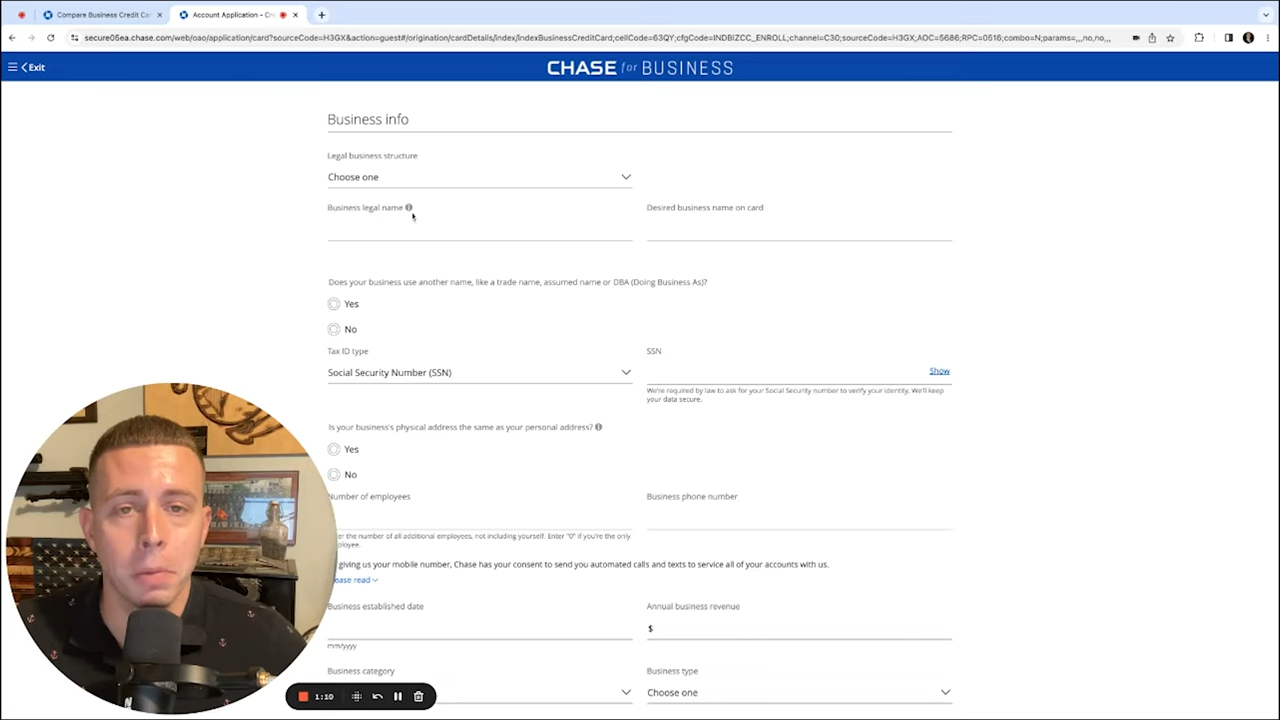 Compare Business Credit Car
Account Application - Cre
secure05ea.chase.com/web/oao/application/card?sourceCode=H3GX&action=guest#/origination/cardDetails/index/indexBusinessCreditCard;cellCode=63QY;cfgCode=INDBIZCC_ENROLL;channel=C30;sourceCode=H3GX;AOC=5686;RPC=0516;combo=N;params=,,,no,no,,
Exit
CHASE for BUSINESS
Business info
Legal business structure
Choose one
Business legal name
Desired business name on card
Does your business use another name, like a trade name, assumed name or DBA (Doing Business As)?
Yes
No
Tax ID type
SSN
Social Security Number (SSN)
Show
We're required by law to ask for your Social Security number to verify your identity. We'll keep
your data secure.
Is your business's physical address the same as your personal address?
Yes
No
Number of employees
Business phone number
er the number of all additional employees, not including yourself. Enter "0" if you're the only
ployee.
giving us your mobile number, Chase has your consent to send you automated calls and texts to service all of your accounts with us.
ease read
Business established date
Annual business revenue
$
mm/yyyy
Business category
Business type
Choose one
1:10